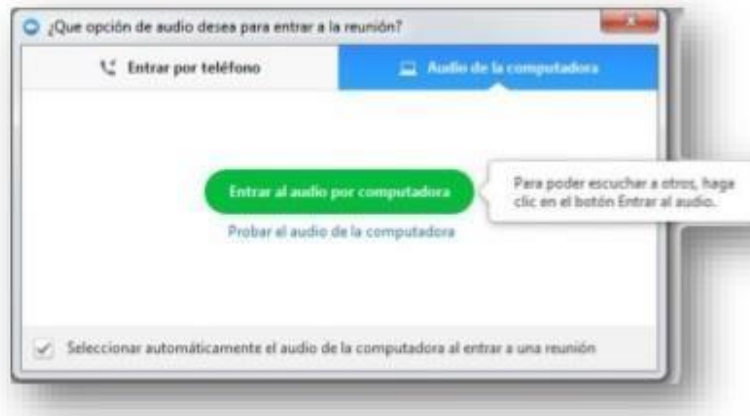 ¿Que opción de audio desea para entrar a la reunión?
Entrar por teléfono
Audio de la computadora
Entrar al audio por computadora
Para poder escuchar a otros, haga
clic en el botón Entrar al audio.
Probar el audio de la computadora
Seleccionar automáticamente el audio de la computadora al entrar a una reunión